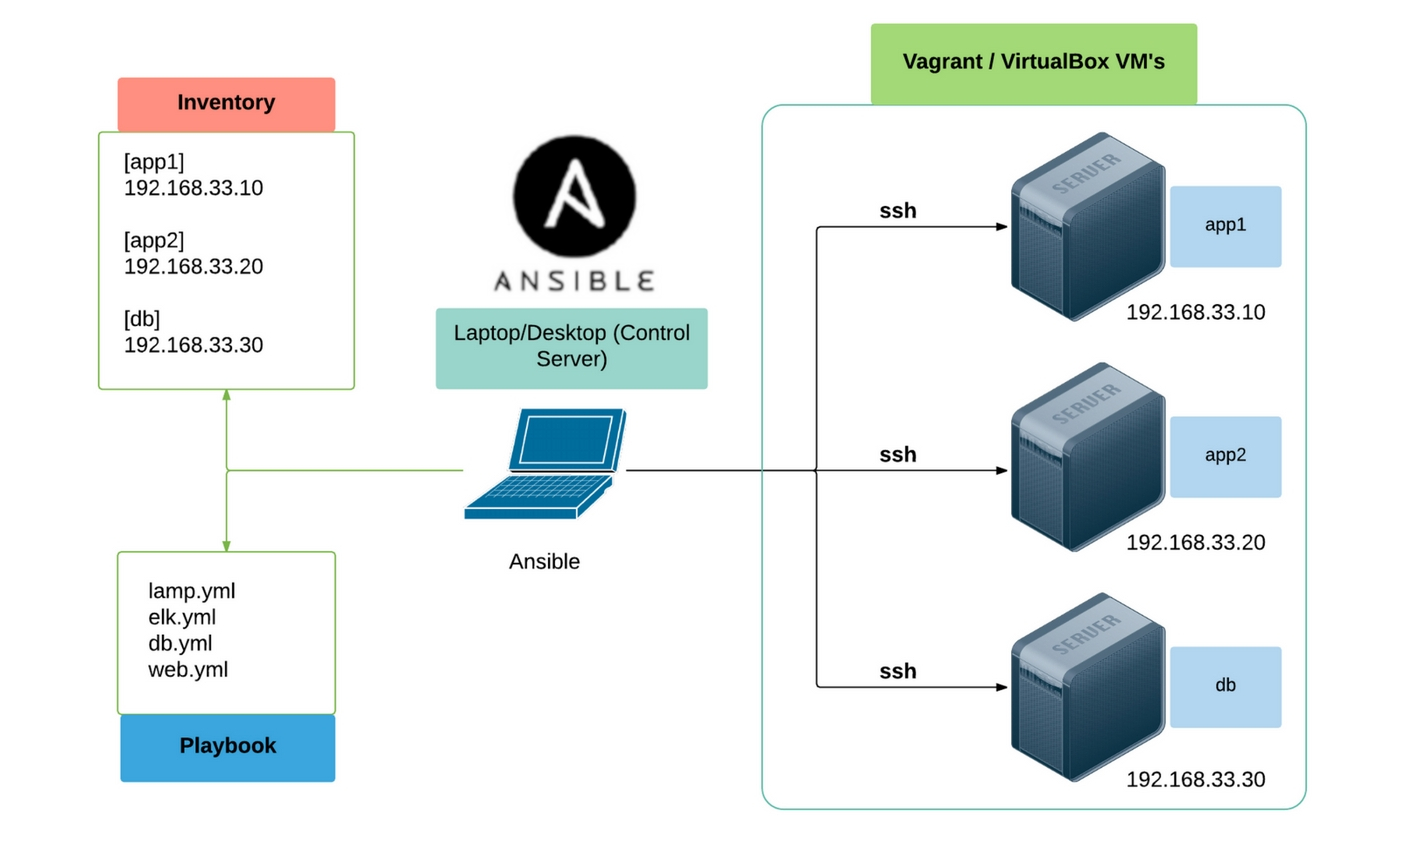 Vagrant / VirtualBox VM's
Inventory
[app1]
192.168.33.10
[app2]
192.168.33.20
[db]
192.168.33.30
ANSIBLE
Laptop/Desktop (Control
Server)
Ansible
lamp.yml
elk.yml
db.yml
web.yml
Playbook
ssh
SERVER
app1
192.168.33.10
ssh
SERVER
app2
192.168.33.20
ssh
SERVER
db
192.168.33.30